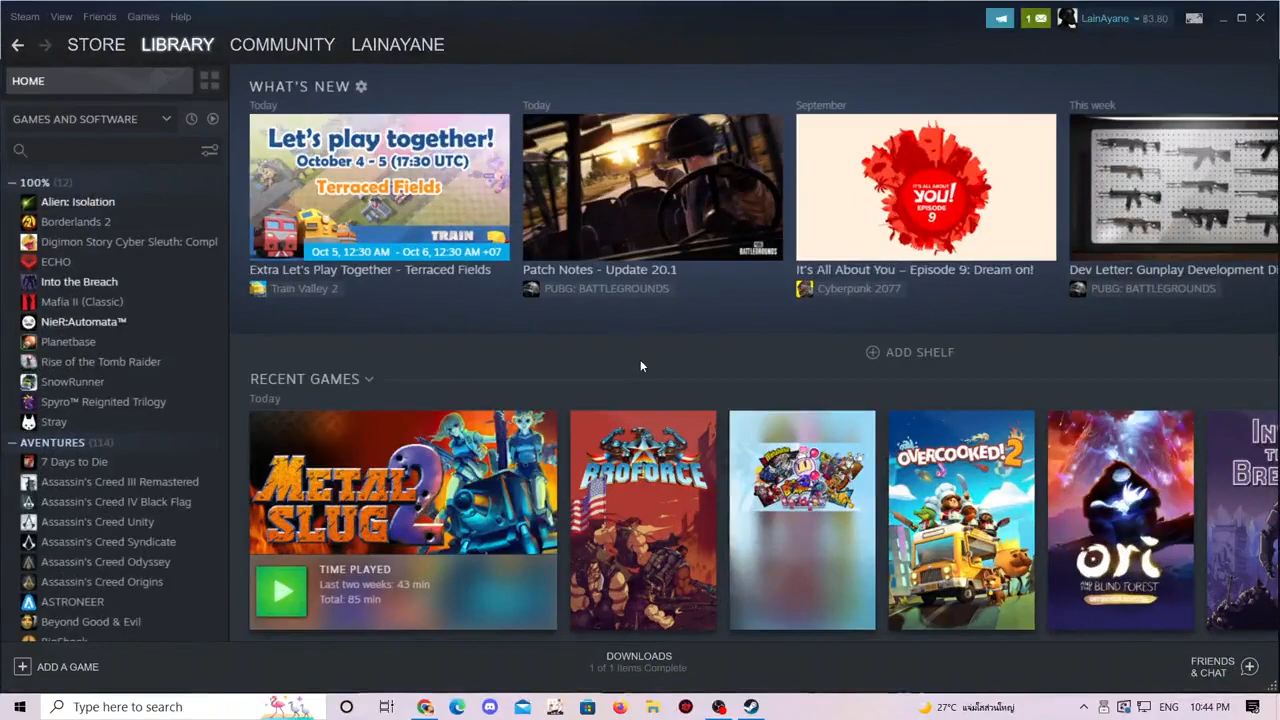 Steam View Friends Games Help
1
LainAyane
฿3.80
STORE LIBRARY COMMUNITY LAINAYANE
HOME
GAMES AND SOFTWARE
100% (12)
Alien: Isolation
Borderlands 2
Digimon Story Cyber Sleuth: Compl
ECHO
Into the Breach
Mafia II (Classic)
NieR:Automata™
Planetbase
Rise of the Tomb Raider
SnowRunner
Spyro™ Reignited Trilogy
Stray
AVENTURES (114)
7 Days to Die
Assassin's Creed III Remastered
Assassin's Creed IV Black Flag
Assassin's Creed Unity
Assassin's Creed Syndicate
Assassin's Creed Odyssey
Assassin's Creed Origins
ASTRONEER
Beyond Good & Evil
BioShock
WHAT'S NEW
Today
Let's play together!
October 4 - 5 (17:30 UTC)
Terraced Fields
TRAIN
Oct 5, 12:30 AM - Oct 6, 12:30 AM +07
Extra Let's Play Together - Terraced Fields
Train Valley 2
Today
PUBG BATTLEGROUNDS
Patch Notes - Update 20.1
PUBG: BATTLEGROUNDS
September
IT'S ALL ABOUT
YOU!
EPISODE
9
It's All About You – Episode 9: Dream on!
Cyberpunk 2077
This week
Dev Letter: Gunplay Development Di
PUBG: BATTLEGROUNDS
ADD SHELF
RECENT GAMES
Today
METAL
SLUG 2
TIME PLAYED
Last two weeks: 43 min
Total: 85 min
BROFORCE
OVERCOOKED! 2
ori
AND THE BLIND FOREST
IN
TO
BRE
ADD A GAME
DOWNLOADS
1 of 1 Items Complete
FRIENDS
& CHAT
Type here to search
27°C
ENG
10:44 PM